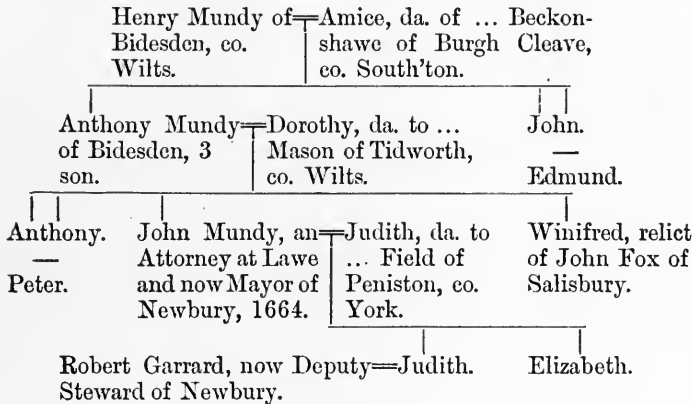 Henry Mundy of═Amice, da. of ... Beckon-
Bidesden, co. shawe of Burgh Cleave,
Wilts. co. South'ton.
Anthony Mundy═Dorothy, da. to ... John.
of Bidesden, 3 Mason of Tidworth, —
son. co. Wilts. Edmund.
Anthony. John Mundy, an═Judith, da. to Winifred, relict
— Attorney at Lawe ... Field of of John Fox of
Peter. and now Mayor of Peniston, co. Salisbury.
Newbury, 1664. York.
Robert Garrard, now Deputy═Judith. Elizabeth.
Steward of Newbury.